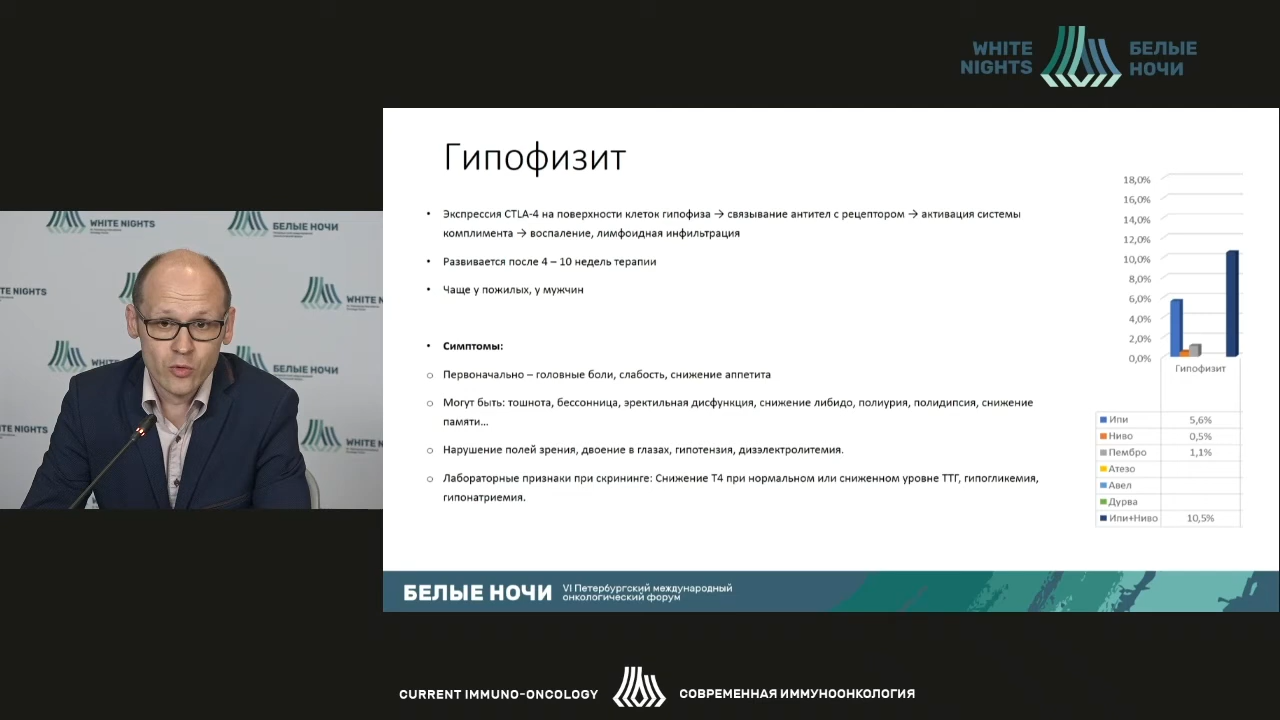 WHITE
NIGHTS
БЕЛЫЕ
НОЧИ
WHITE NIGHTS
БЕЛЫЕ НОЧИ
WHITE N
БЕЛЫЕ НОЧИ
WHITE N
Гипофизит
• Экспрессия CTLA-4 на поверхности клеток гипофиза → связывание антител с рецептором → активация системы
комплимента → воспаление, лимфоидная инфильтрация
• Развивается после 4 – 10 недель терапии
• Чаще у пожилых, у мужчин
• Симптомы:
o Первоначально – головные боли, слабость, снижение аппетита
o Могут быть: тошнота, бессонница, эректильная дисфункция, снижение либидо, полиурия, полидипсия, снижение
памяти...
o Нарушение полей зрения, двоение в глазах, гипотензия, дизэлектролитемия.
o Лабораторные признаки при скрининге: Снижение Т4 при нормальном или сниженном уровне ТТГ, гипогликемия,
гипонатриемия.
18,0%
16,0%
14,0%
12,0%
10,0%
8,0%
6,0%
4,0%
2,0%
0,0%
Гипофизит
Ипи 5,6%
Ниво 0,5%
Пембро 1,1%
Атезо
Авел
Дурва
Ипи+Ниво 10,5%
БЕЛЫЕ НОЧИ
VI Петербургский международный
онкологический форум
CURRENT IMMUNO-ONCOLOGY
СОВРЕМЕННАЯ ИММУНООНКОЛОГИЯ